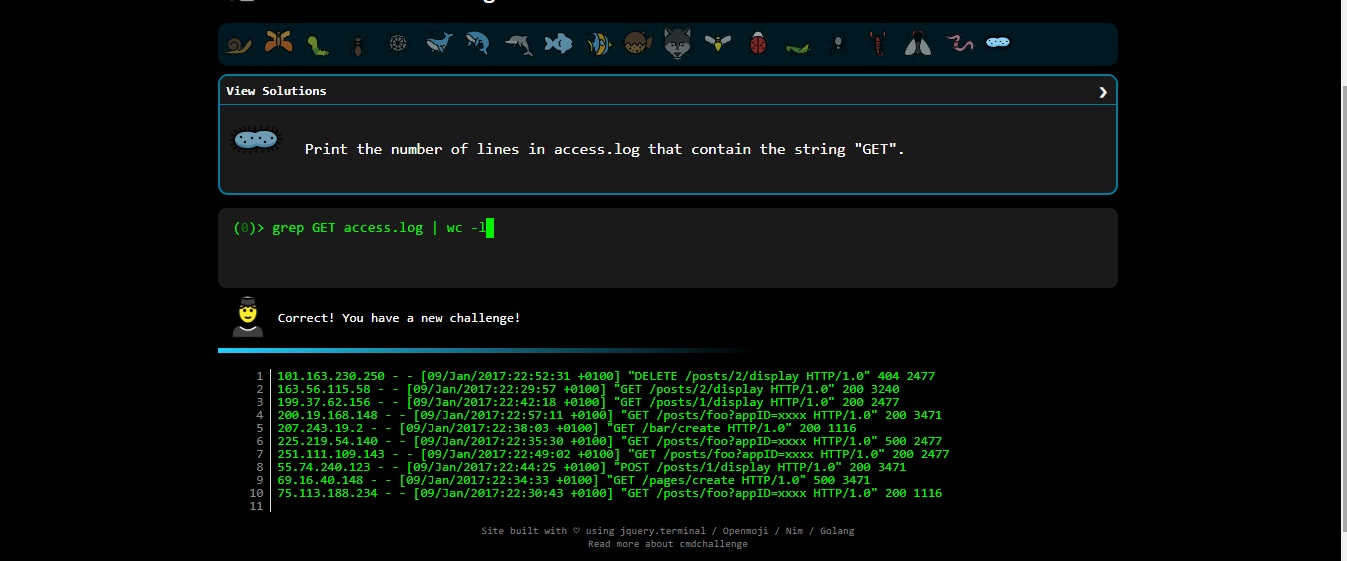 View Solutions ❯
Print the number of lines in access.log that contain the string "GET".
(0)> grep GET access.log | wc -l
Correct! You have a new challenge!
1 101.163.230.250 - - [09/Jan/2017:22:52:31 +0100] "DELETE /posts/2/display HTTP/1.0" 404 2477
2 163.56.115.58 - - [09/Jan/2017:22:29:57 +0100] "GET /posts/2/display HTTP/1.0" 200 3240
3 199.37.62.156 - - [09/Jan/2017:22:42:18 +0100] "GET /posts/1/display HTTP/1.0" 200 2477
4 200.19.168.148 - - [09/Jan/2017:22:57:11 +0100] "GET /posts/foo?appID=xxxx HTTP/1.0" 200 3471
5 207.243.19.2 - - [09/Jan/2017:22:38:03 +0100] "GET /bar/create HTTP/1.0" 200 1116
6 225.219.54.140 - - [09/Jan/2017:22:35:30 +0100] "GET /posts/foo?appID=xxxx HTTP/1.0" 500 2477
7 251.111.109.143 - - [09/Jan/2017:22:49:02 +0100] "GET /posts/foo?appID=xxxx HTTP/1.0" 200 2477
8 55.74.240.123 - - [09/Jan/2017:22:44:25 +0100] "POST /posts/1/display HTTP/1.0" 200 3471
9 69.16.40.148 - - [09/Jan/2017:22:34:33 +0100] "GET /pages/create HTTP/1.0" 500 3471
10 75.113.188.234 - - [09/Jan/2017:22:30:43 +0100] "GET /posts/foo?appID=xxxx HTTP/1.0" 200 1116
11
Site built with ♡ using jquery.terminal / Openmoji / Nim / Golang
Read more about cmdchallenge